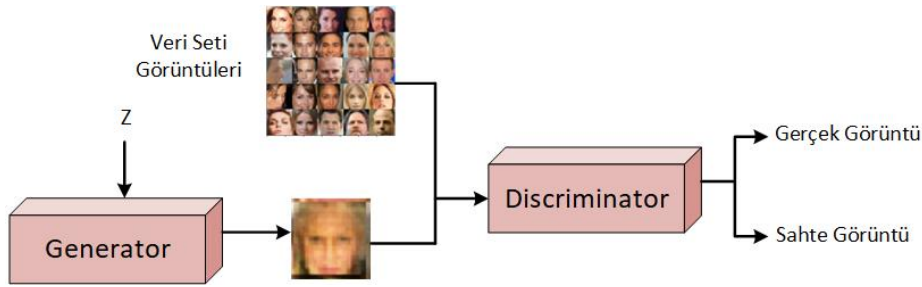 Veri Seti
Görüntüleri
Z
Generator
Discriminator
Gerçek Görüntü
Sahte Görüntü